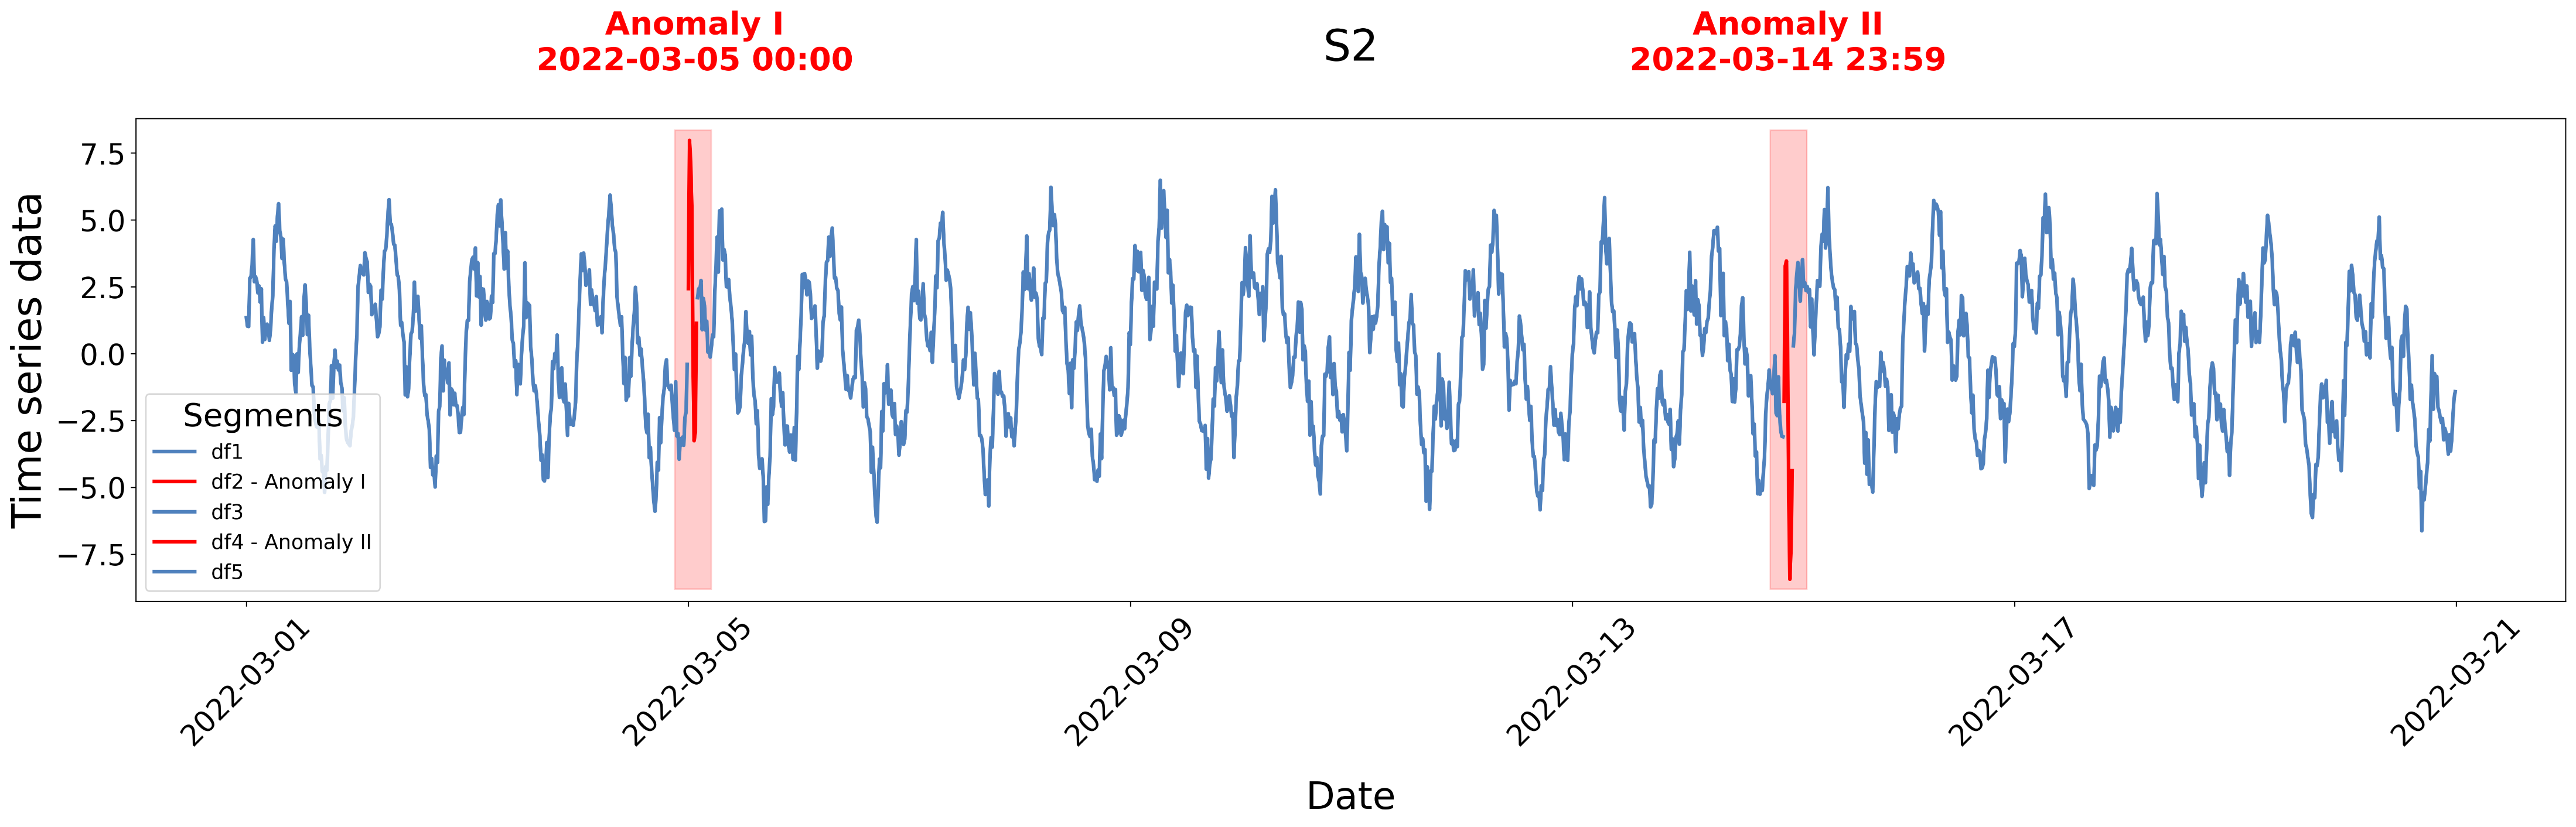 Anomaly I
2022-03-05 00:00
S2
Anomaly II
2022-03-14 23:59
Time series data
7.5
5.0
2.5
0.0
−2.5
−5.0
−7.5
Segments
df1
df2 - Anomaly I
df3
df4 - Anomaly II
df5
2022-03-01
2022-03-05
2022-03-09
2022-03-13
2022-03-17
2022-03-21
Date